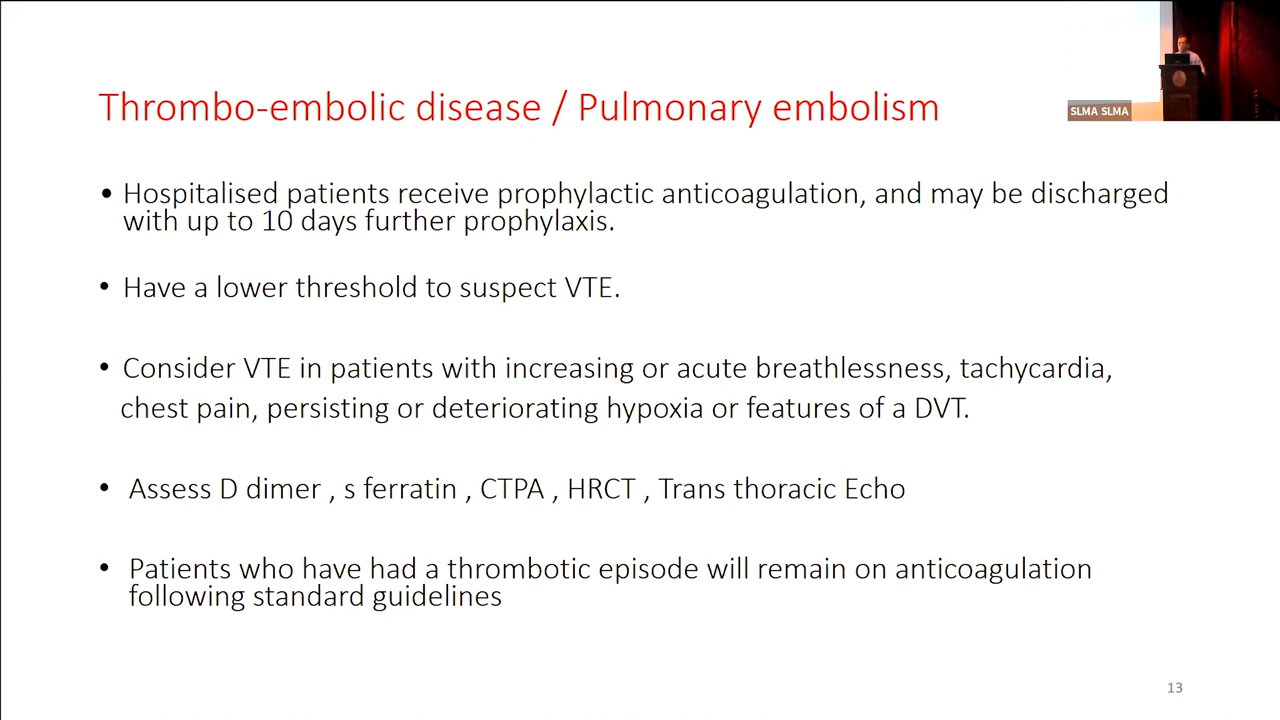 Thrombo-embolic disease / Pulmonary embolism
SLMA SLMA
• Hospitalised patients receive prophylactic anticoagulation, and may be discharged
with up to 10 days further prophylaxis.
• Have a lower threshold to suspect VTE.
• Consider VTE in patients with increasing or acute breathlessness, tachycardia,
chest pain, persisting or deteriorating hypoxia or features of a DVT.
• Assess D dimer , s ferratin , CTPA , HRCT , Trans thoracic Echo
• Patients who have had a thrombotic episode will remain on anticoagulation
following standard guidelines
13